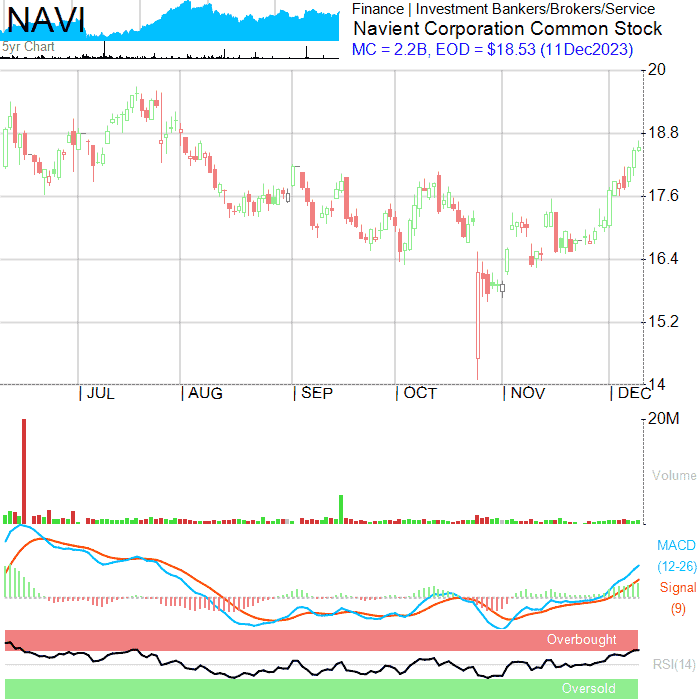 NAVI
5yr Chart
Finance | Investment Bankers/Brokers/Service
Navient Corporation Common Stock
MC = 2.2B, EOD = $18.53 (11Dec2023)
20
18.8
17.6
16.4
15.2
14
| JUL | AUG | SEP | OCT | NOV | DEC
20M
Volume
MACD
(12-26)
Signal
(9)
Overbought
RSI(14)
Oversold